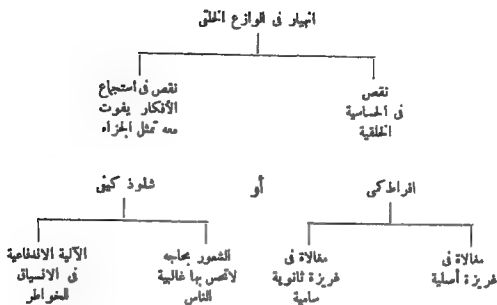 انهيار فى الوازع الخلقى
نقص
فى الحساسية
الخلقية
نقص فى استجماع
الأفكار يفوت
معه تمثل الجزاء
افراط كمى
أو
شذوذ كيفى
مغالاة فى
غريزة أصلية
مغالاة فى
غريزة ثانوية
سامية
الشعور بحاجه
لاتحس بها غالبية
الناس
الآلية الاندفاعية
فى الانسياق
للخواطر